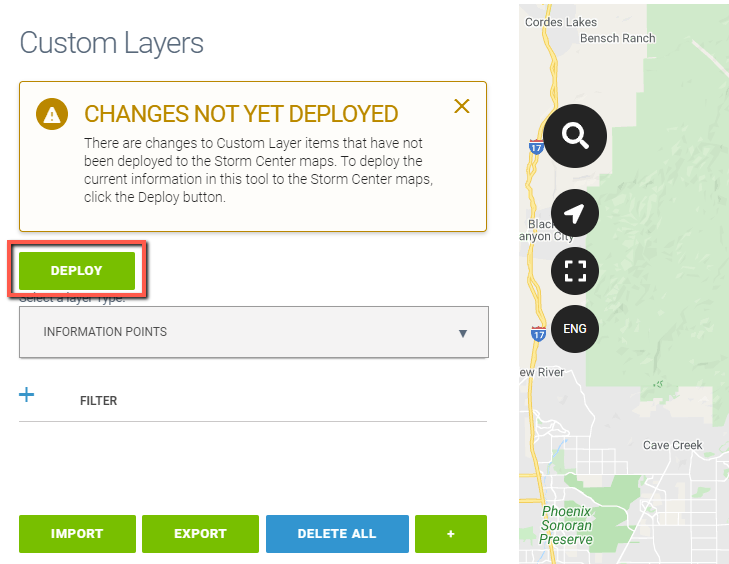 Custom Layers
CHANGES NOT YET DEPLOYED
There are changes to Custom Layer items that have not
been deployed to the Storm Center maps. To deploy the
current information in this tool to the Storm Center maps,
click the Deploy button.
DEPLOY
Select a layer Type:
INFORMATION POINTS
FILTER
IMPORT
EXPORT
DELETE ALL
+
Cordes Lakes
Bensch Ranch
17
Black
anyon City
ENG
17
ew River
Cave Creek
Phoenix
Sonoran
Preserve